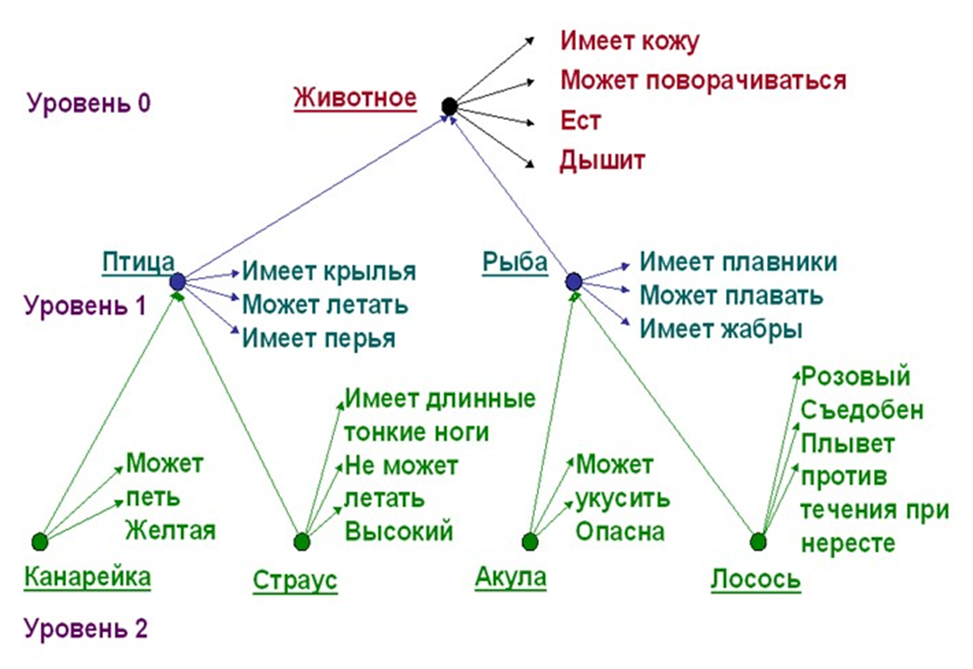 Уровень 0
Животное
Имеет кожу
Может поворачиваться
Ест
Дышит
Уровень 1
Птица
Имеет крылья
Может летать
Имеет перья
Рыба
Имеет плавники
Может плавать
Имеет жабры
Может
петь
Желтая
Канарейка
Имеет длинные
тонкие ноги
Не может
летать
Высокий
Страус
Может
укусить
Опасна
Акула
Розовый
Съедобен
Плывет
против
течения при
нересте
Лосось
Уровень 2